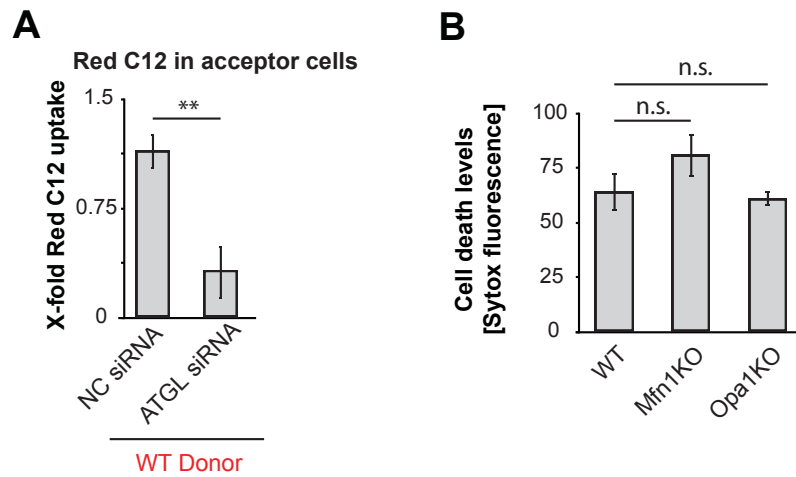 A
Red C12 in acceptor cells
X-fold Red C12 uptake
1.5
0.75
0
**
NC siRNA
ATGL siRNA
WT Donor
B
Cell death levels
[Sytox fluorescence]
100
75
50
25
0
n.s.
n.s.
WT
Mfn1KO
Opa1KO